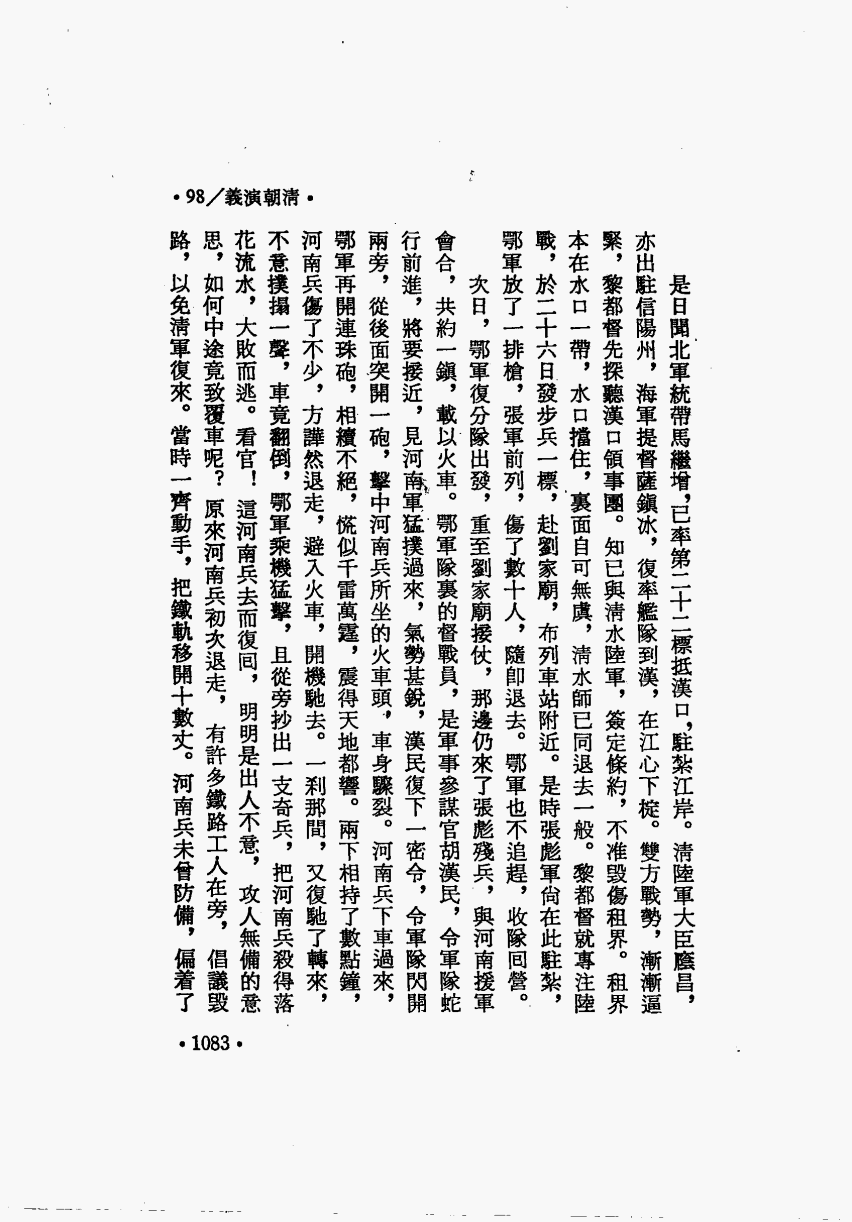 •98/義演朝清•
是日聞北軍統帶馬繼增，已率第二十二標抵漢口，駐紮江岸。清陸軍大臣廕昌，
亦出駐信陽州，海軍提督薩鎭冰，復率艦隊到漢，在江心下椗。雙方戰勢，漸漸逼
緊，黎都督先探聽漢口領事團。知已與清水陸軍，簽定條約，不准毀傷租界。租界
本在水口一帶，水口擋住，裏面自可無虞，清水師已同退去一般。黎都督就專注陸
戰，於二十六日發步兵一標，赴劉家廟，布列車站附近。是時張彪軍尙在此駐紮，
鄂軍放了一排槍，張軍前列，傷了數十人，隨卽退去。鄂軍也不追趕，收隊囘營。
次日，鄂軍復分隊出發，重至劉家廟接仗，那邊仍來了張彪殘兵，與河南援軍
會合，共約一鎭，載以火車。鄂軍隊裏的督戰員，是軍事參謀官胡漢民，令軍隊蛇
行前進，將要接近，見河南軍猛撲過來，氣勢甚銳，漢民復下一密令，令軍隊閃開
兩旁，從後面突開一砲，擊中河南兵所坐的火車頭，車身驟裂。河南兵下車過來，
鄂軍再開連珠砲，相續不絕，慌似千雷萬霆，震得天地都響。兩下相持了數點鐘，
河南兵傷了不少，方譁然退走，避入火車，開機馳去。一刹那間，又復馳了轉來，
不意撲搨一聲，車竟翻倒，鄂軍乘機猛擊，且從旁抄出一支奇兵，把河南兵殺得落
花流水，大敗而逃。看官！這河南兵去而復囘，明明是出人不意，攻人無備的意
思，如何中途竟致覆車呢？原來河南兵初次退走，有許多鐵路工人在旁，倡議毀
路，以免清軍復來。當時一齊動手，把鐵軌移開十數丈。河南兵未曾防備，偏着了
•1083•